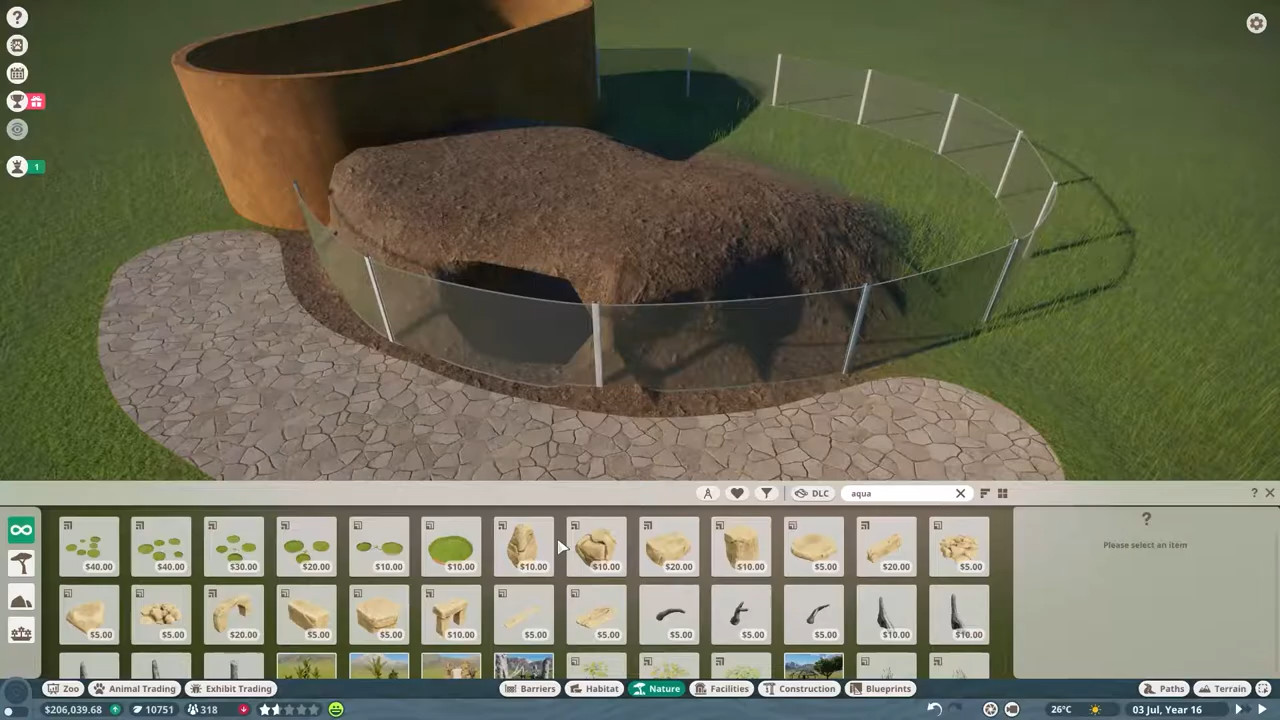 ?
1
DLC
aqua
?
$40.00
$40.00
$30.00
$20.00
$10.00
$10.00
$10.00
$10.00
$20.00
$10.00
$5.00
$20.00
$5.00
?
Please select an item
$5.00
$5.00
$20.00
$5.00
$5.00
$10.00
$5.00
$5.00
$5.00
$5.00
$5.00
$10.00
$10.00
Zoo
Animal Trading
Exhibit Trading
Barriers
Habitat
Nature
Facilities
Construction
Blueprints
Paths
Terrain
$206,039.68
10751
318
26°C
03 Jul, Year 16